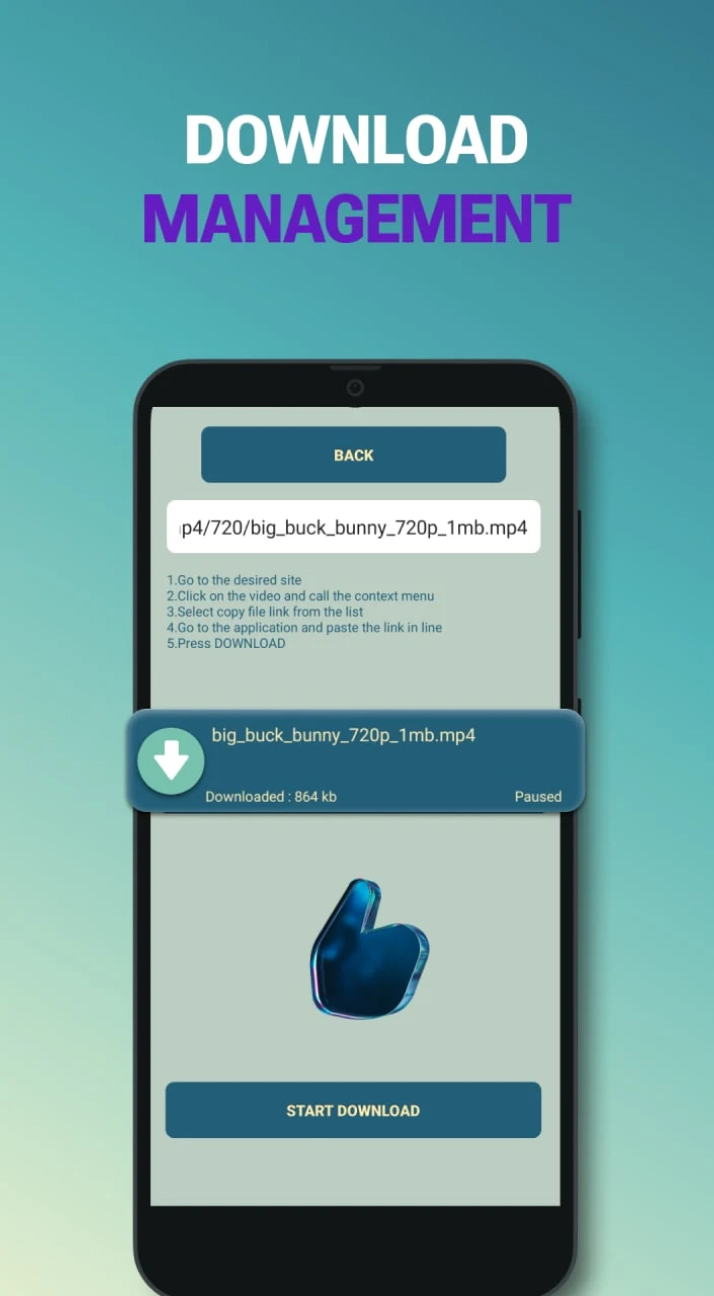 DOWNLOAD
MANAGEMENT
BACK
p4/720/big_buck_bunny_720p_1mb.mp4
1.Go to the desired site
2.Click on the video and call the context menu
3.Select copy file link from the list
4.Go to the application and paste the link in line
5.Press DOWNLOAD
big_buck_bunny_720p_1mb.mp4
Downloaded : 864 kb
Paused
START DOWNLOAD